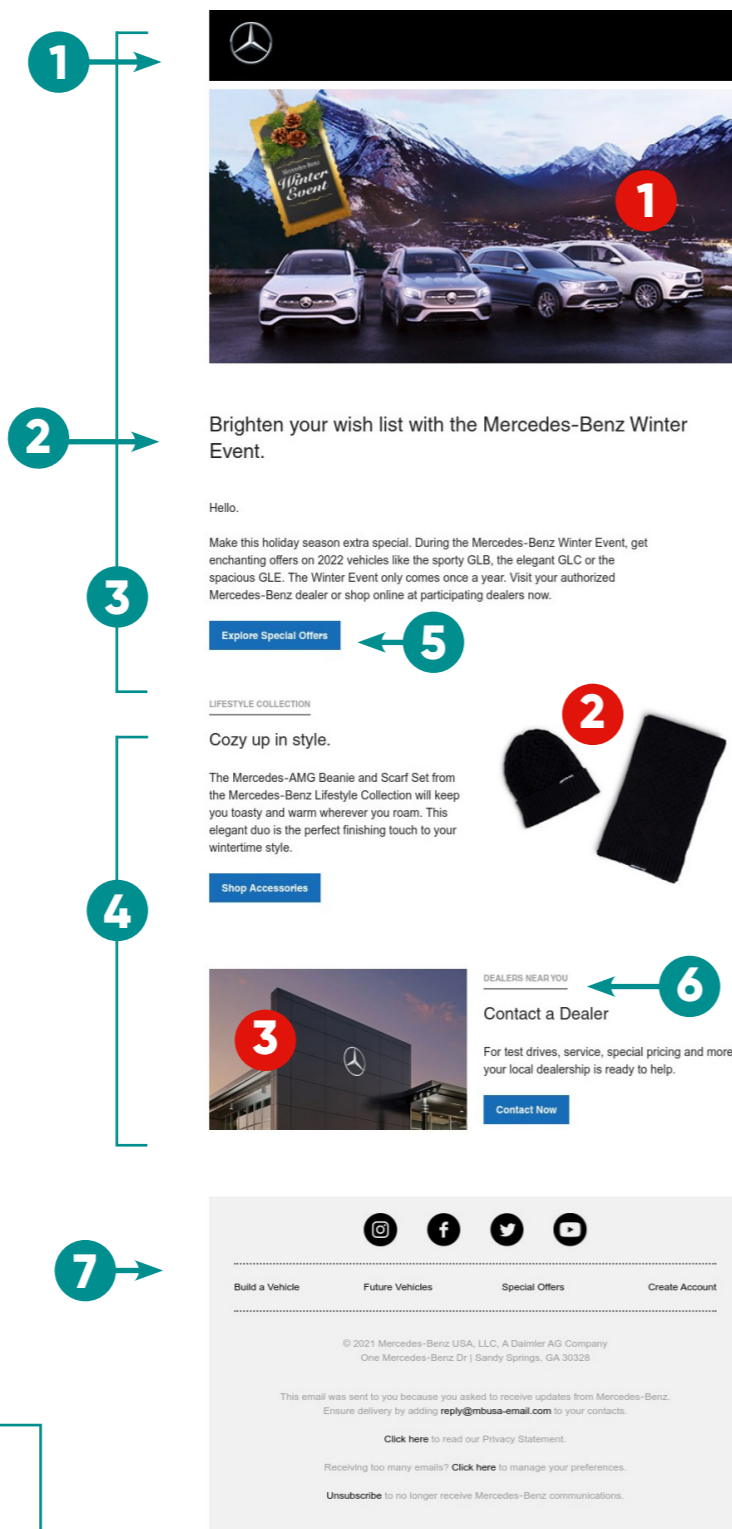 1
Mercedes-Benz
Winter
Event
1
2
Brighten your wish list with the Mercedes-Benz Winter
Event.
Hello.
Make this holiday season extra special. During the Mercedes-Benz Winter Event, get
enchanting offers on 2022 vehicles like the sporty GLB, the elegant GLC or the
spacious GLE. The Winter Event only comes once a year. Visit your authorized
Mercedes-Benz dealer or shop online at participating dealers now.
3
Explore Special Offers
5
LIFESTYLE COLLECTION
2
Cozy up in style.
The Mercedes-AMG Beanie and Scarf Set from
the Mercedes-Benz Lifestyle Collection will keep
you toasty and warm wherever you roam. This
elegant duo is the perfect finishing touch to your
wintertime style.
Shop Accessories
4
3
DEALERS NEAR YOU
6
Contact a Dealer
For test drives, service, special pricing and more
your local dealership is ready to help.
Contact Now
7
Build a Vehicle Future Vehicles Special Offers Create Account
© 2021 Mercedes-Benz USA, LLC, A Daimler AG Company
One Mercedes-Benz Dr | Sandy Springs, GA 30328
This email was sent to you because you asked to receive updates from Mercedes-Benz.
Ensure delivery by adding reply@mbusa-email.com to your contacts.
Click here to read our Privacy Statement.
Receiving too many emails? Click here to manage your preferences.
Unsubscribe to no longer receive Mercedes-Benz communications.